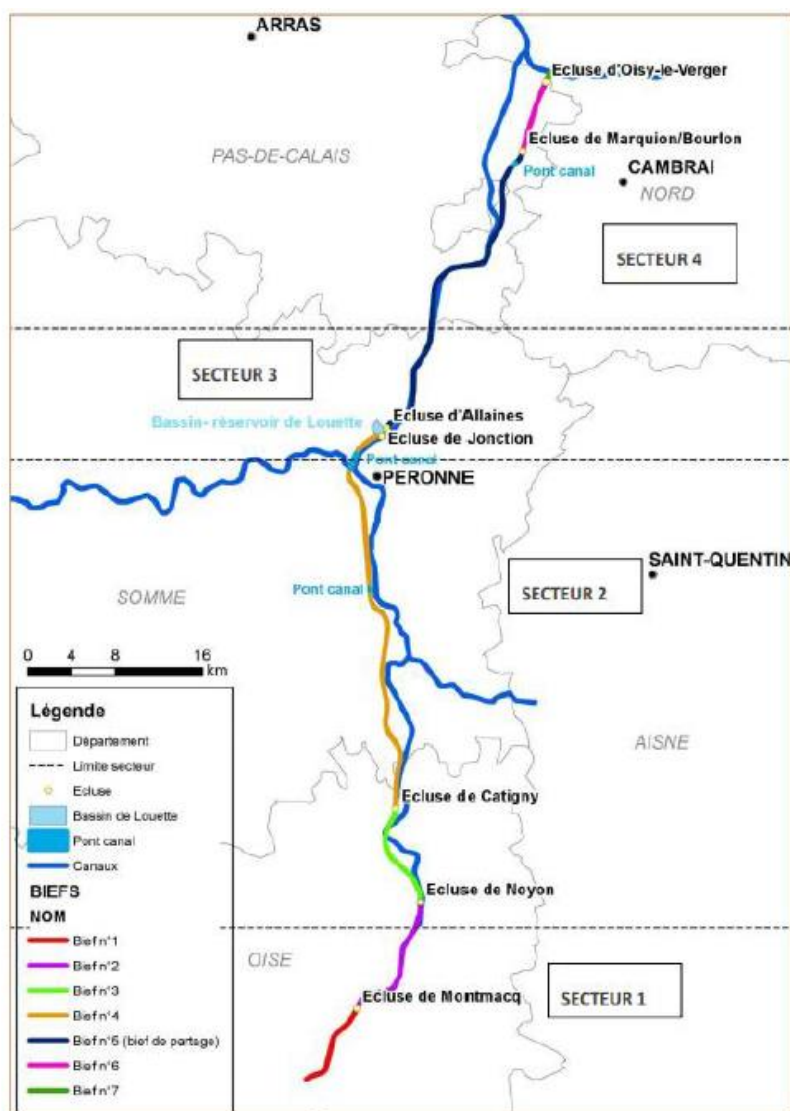 ARRAS
Ecluse d'Oisy-le-Verger
PAS-DE-CALAIS
Ecluse de Marquion/Bourlon
Pont canal
CAMBRAI
NORD
SECTEUR 4
SECTEUR 3
Ecluse d'Allaines
Bassin-réservoir de Louette
Ecluse de Jonction
Pont canal
PERONNE
SAINT-QUENTIN
Pont canal
SECTEUR 2
SOMME
0 4 8 16
km
Légende
Département
Limite secteur
Ecluse
Bassin de Louette
Pont canal
Canaux
BIEFS
NOM
Bief n°1
Bief n°2
Bief n°3
Bief n°4
Bief n°5 (bief de partage)
Bief n°6
Bief n°7
AISNE
Ecluse de Catigny
Ecluse de Noyon
OISE
Ecluse de Montmacq
SECTEUR 1